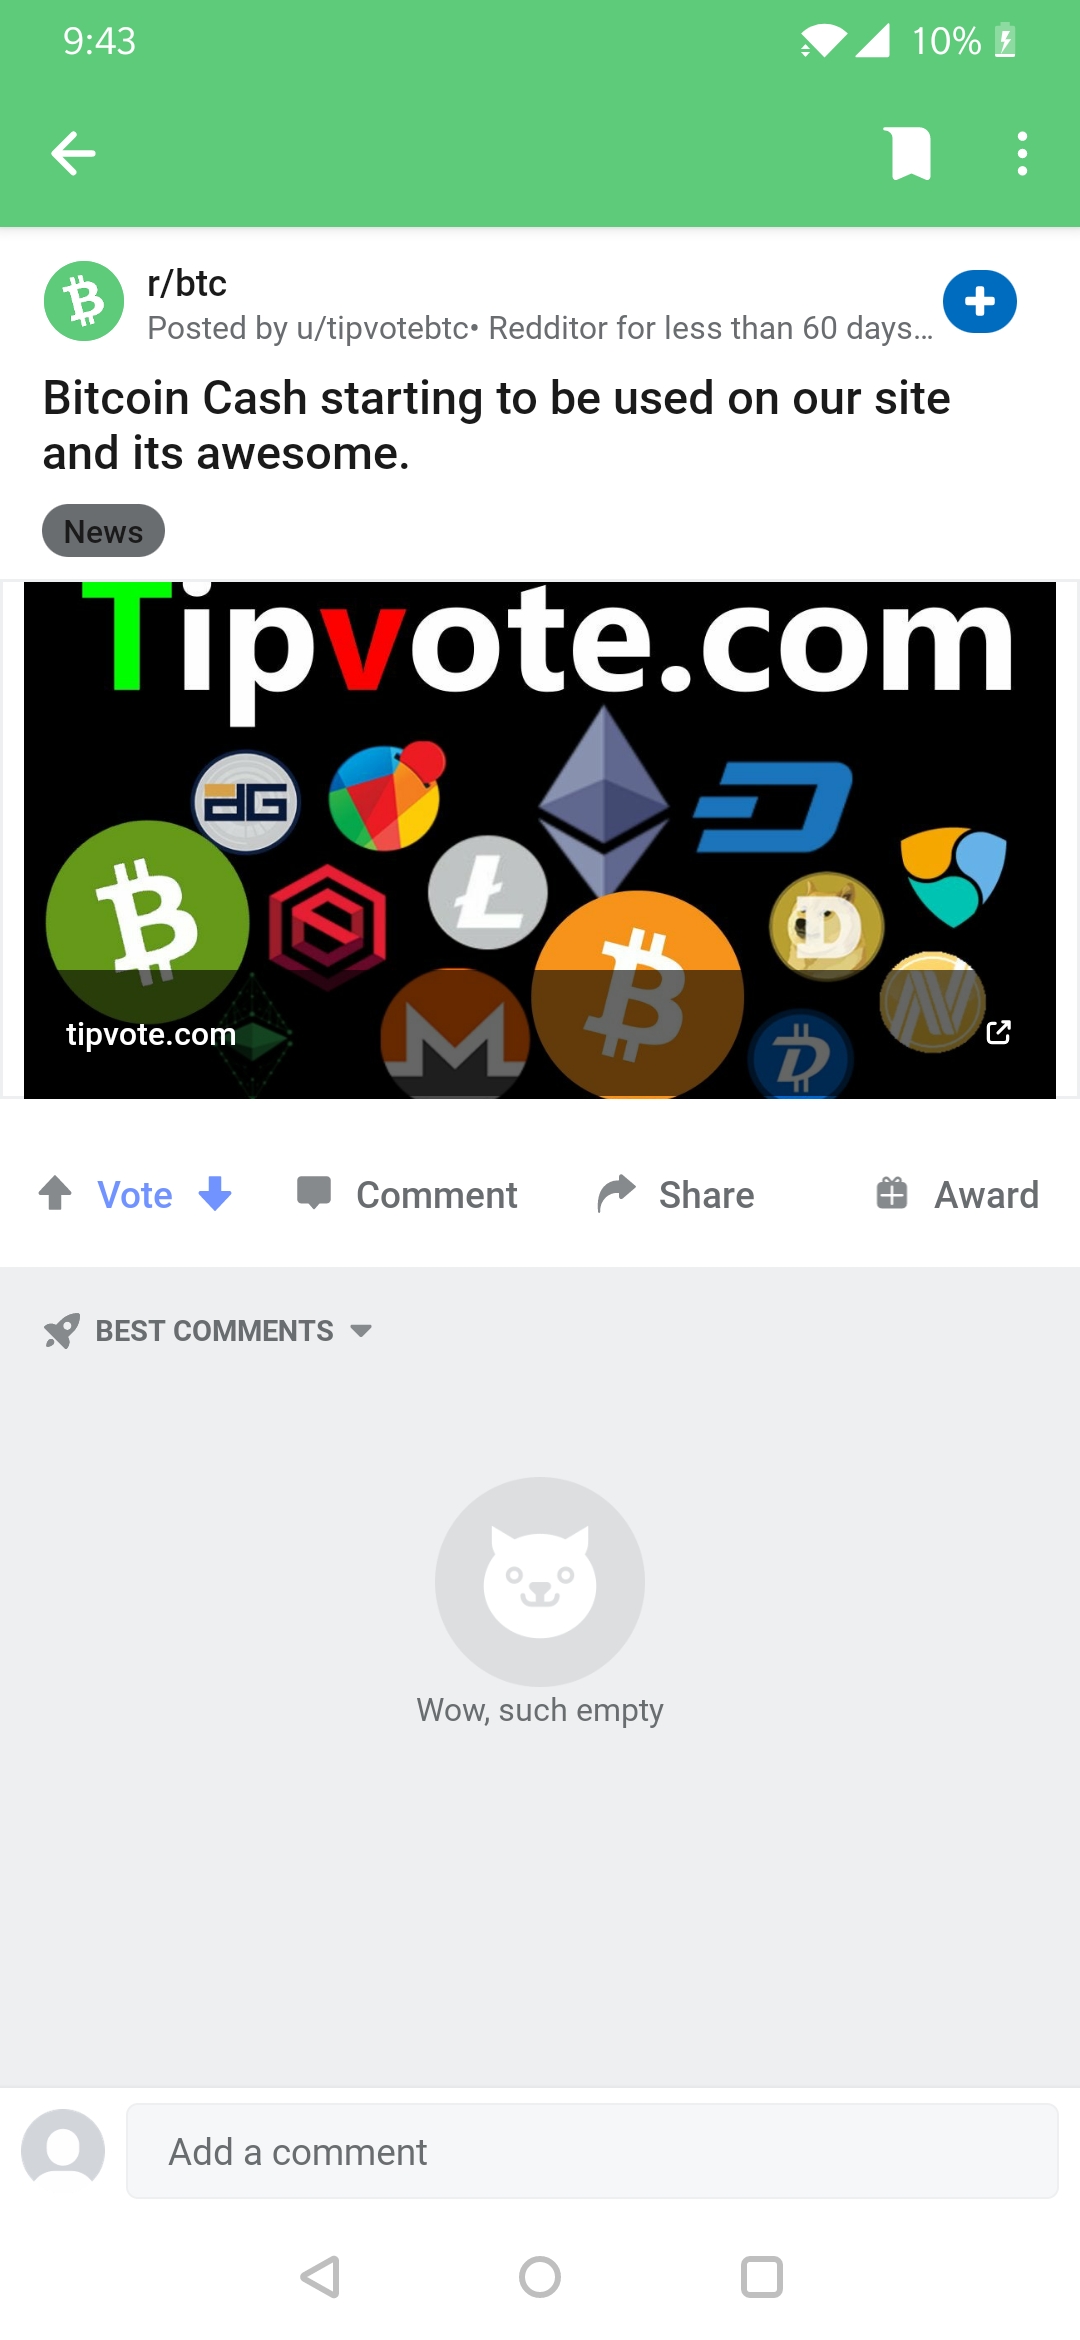 9:43
10%
r/btc
Posted by u/tipvotebtc• Redditor for less than 60 days...
Bitcoin Cash starting to be used on our site
and its awesome.
News
Tipvote.com
tipvote.com
Vote
Comment
Share
Award
BEST COMMENTS
Wow, such empty
Add a comment